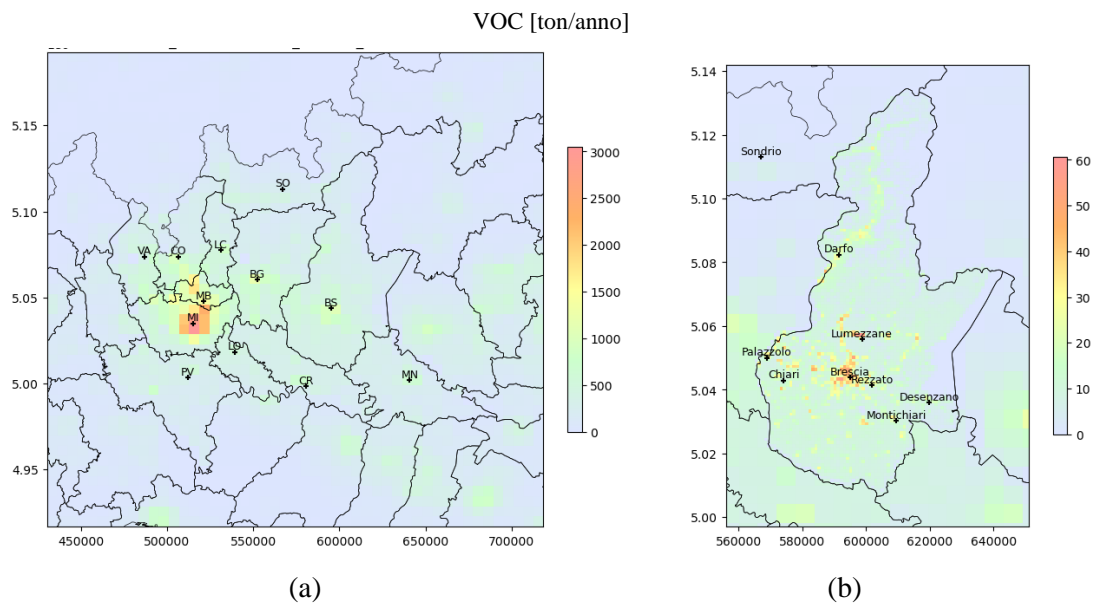 VOC [ton/anno]
5.15
5.10
5.05
5.00
4.95
450000 500000 550000 600000 650000 700000
SO
VA CO LC
BG
MB
BS
MI
LO
PV CR MN
3000
2500
2000
1500
1000
500
0
(a)
5.14
5.12
5.10
5.08
5.06
5.04
5.02
5.00
560000 580000 600000 620000 640000
Sondrio
Darfo
Lumezzane
Palazzolo
Chiari Brescia
Rezzato
Desenzano
Montichiari
60
50
40
30
20
10
0
(b)